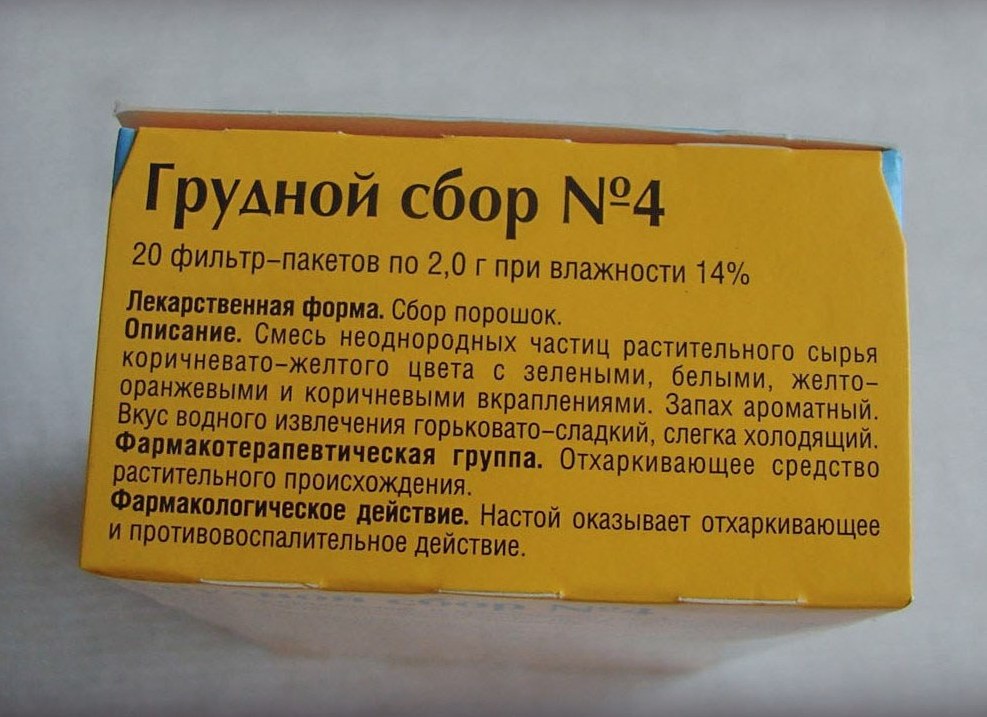 Грудной сбор №4
20 фильтр-пакетов по 2,0 г при влажности 14%
Лекарственная форма. Сбор порошок.
Описание. Смесь неоднородных частиц растительного сырья
коричневато-желтого цвета с зелеными, белыми, желто-
оранжевыми и коричневыми вкраплениями. Запах ароматный.
Вкус водного извлечения горьковато-сладкий, слегка холодящий.
Фармакотерапевтическая группа. Отхаркивающее средство
растительного происхождения.
Фармакологическое действие. Настой оказывает отхаркивающее
и противовоспалительное действие.
сбор №4